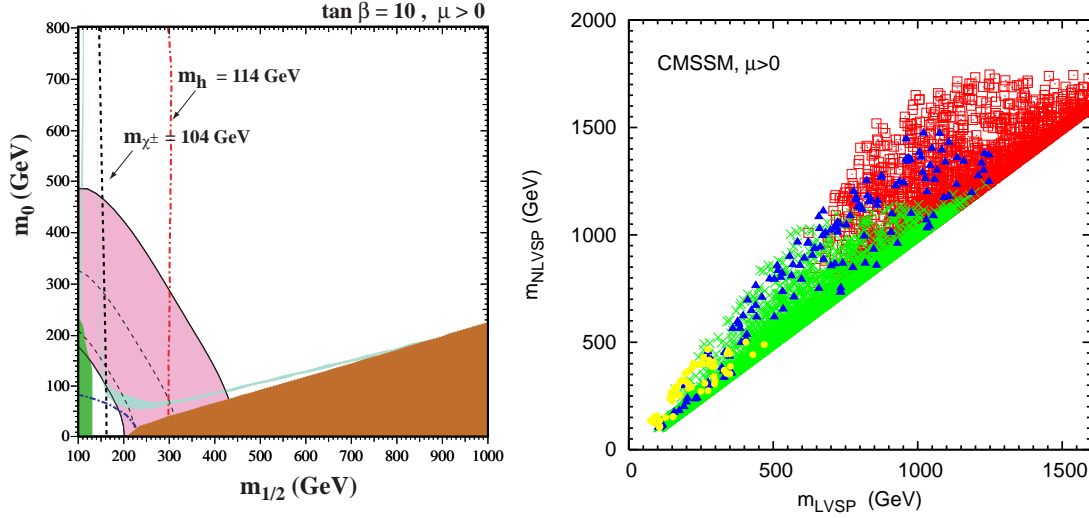 tan β = 10 , μ > 0
800
700
600
500
400
300
200
100
0
m0 (GeV)
mh = 114 GeV
mχ± = 104 GeV
100 200 300 400 500 600 700 800 900 1000
m1/2 (GeV)
2000
1500
1000
500
0
mNLVSP (GeV)
CMSSM, μ>0
0 500 1000 1500
mLVSP (GeV)